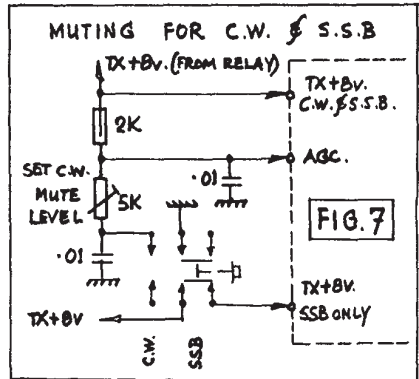 MUTING FOR C.W. & S.S.B
TX+8V. (FROM RELAY)
TX+8V.
C.W. & S.S.B.
2K
AGC.
SET C.W.
MUTE
LEVEL
5K
.01
FIG. 7
.01
TX+8V.
SSB ONLY
TX+8V
C.W.
SSB